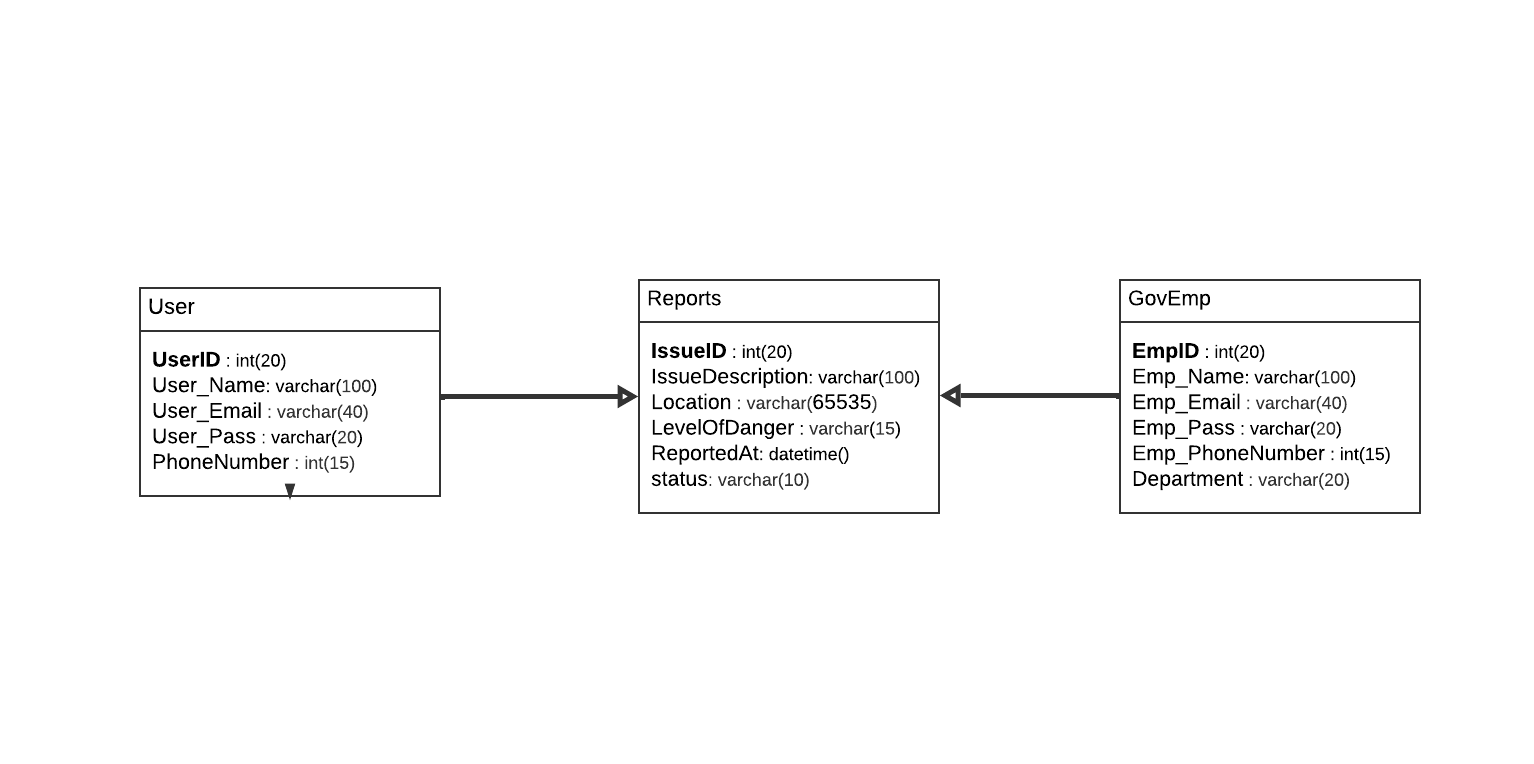 User
UserID : int(20)
User_Name: varchar(100)
User_Email : varchar(40)
User_Pass : varchar(20)
PhoneNumber : int(15)
Reports
IssueID : int(20)
IssueDescription: varchar(100)
Location : varchar(65535)
LevelOfDanger : varchar(15)
ReportedAt: datetime()
status: varchar(10)
GovEmp
EmpID : int(20)
Emp_Name: varchar(100)
Emp_Email : varchar(40)
Emp_Pass : varchar(20)
Emp_PhoneNumber : int(15)
Department : varchar(20)